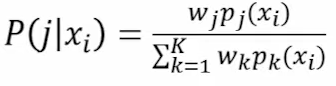 P(j|x_i) = \frac{w_j p_j(x_i)}{\sum_{k=1}^{K} w_k p_k(x_i)}